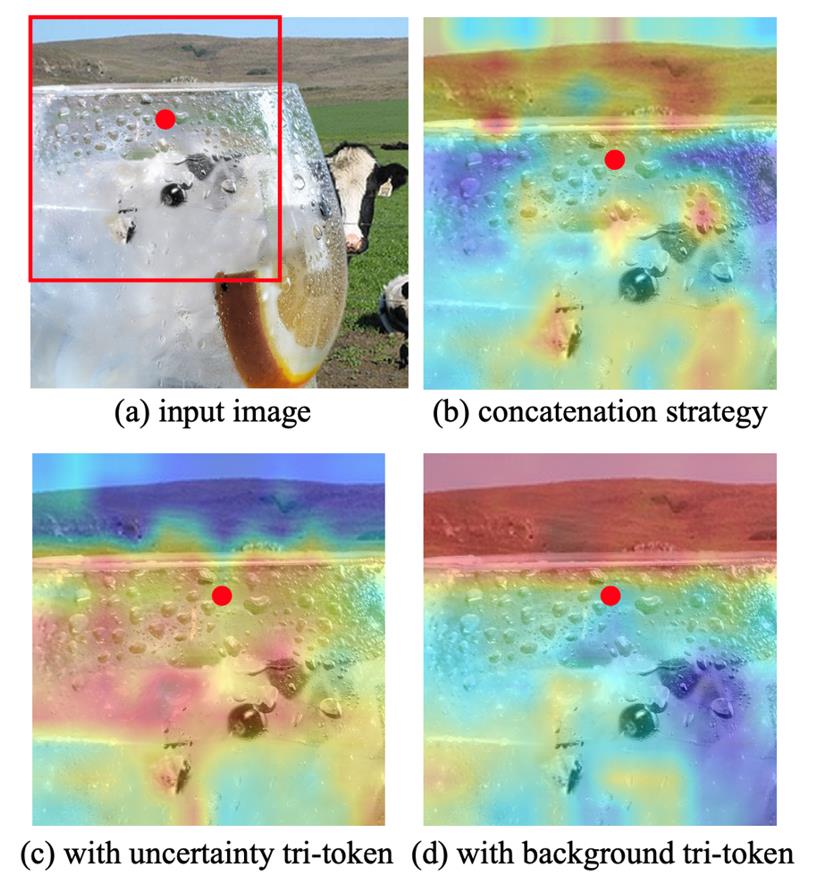 (a) input image
(b) concatenation strategy
(c) with uncertainty tri-token
(d) with background tri-token